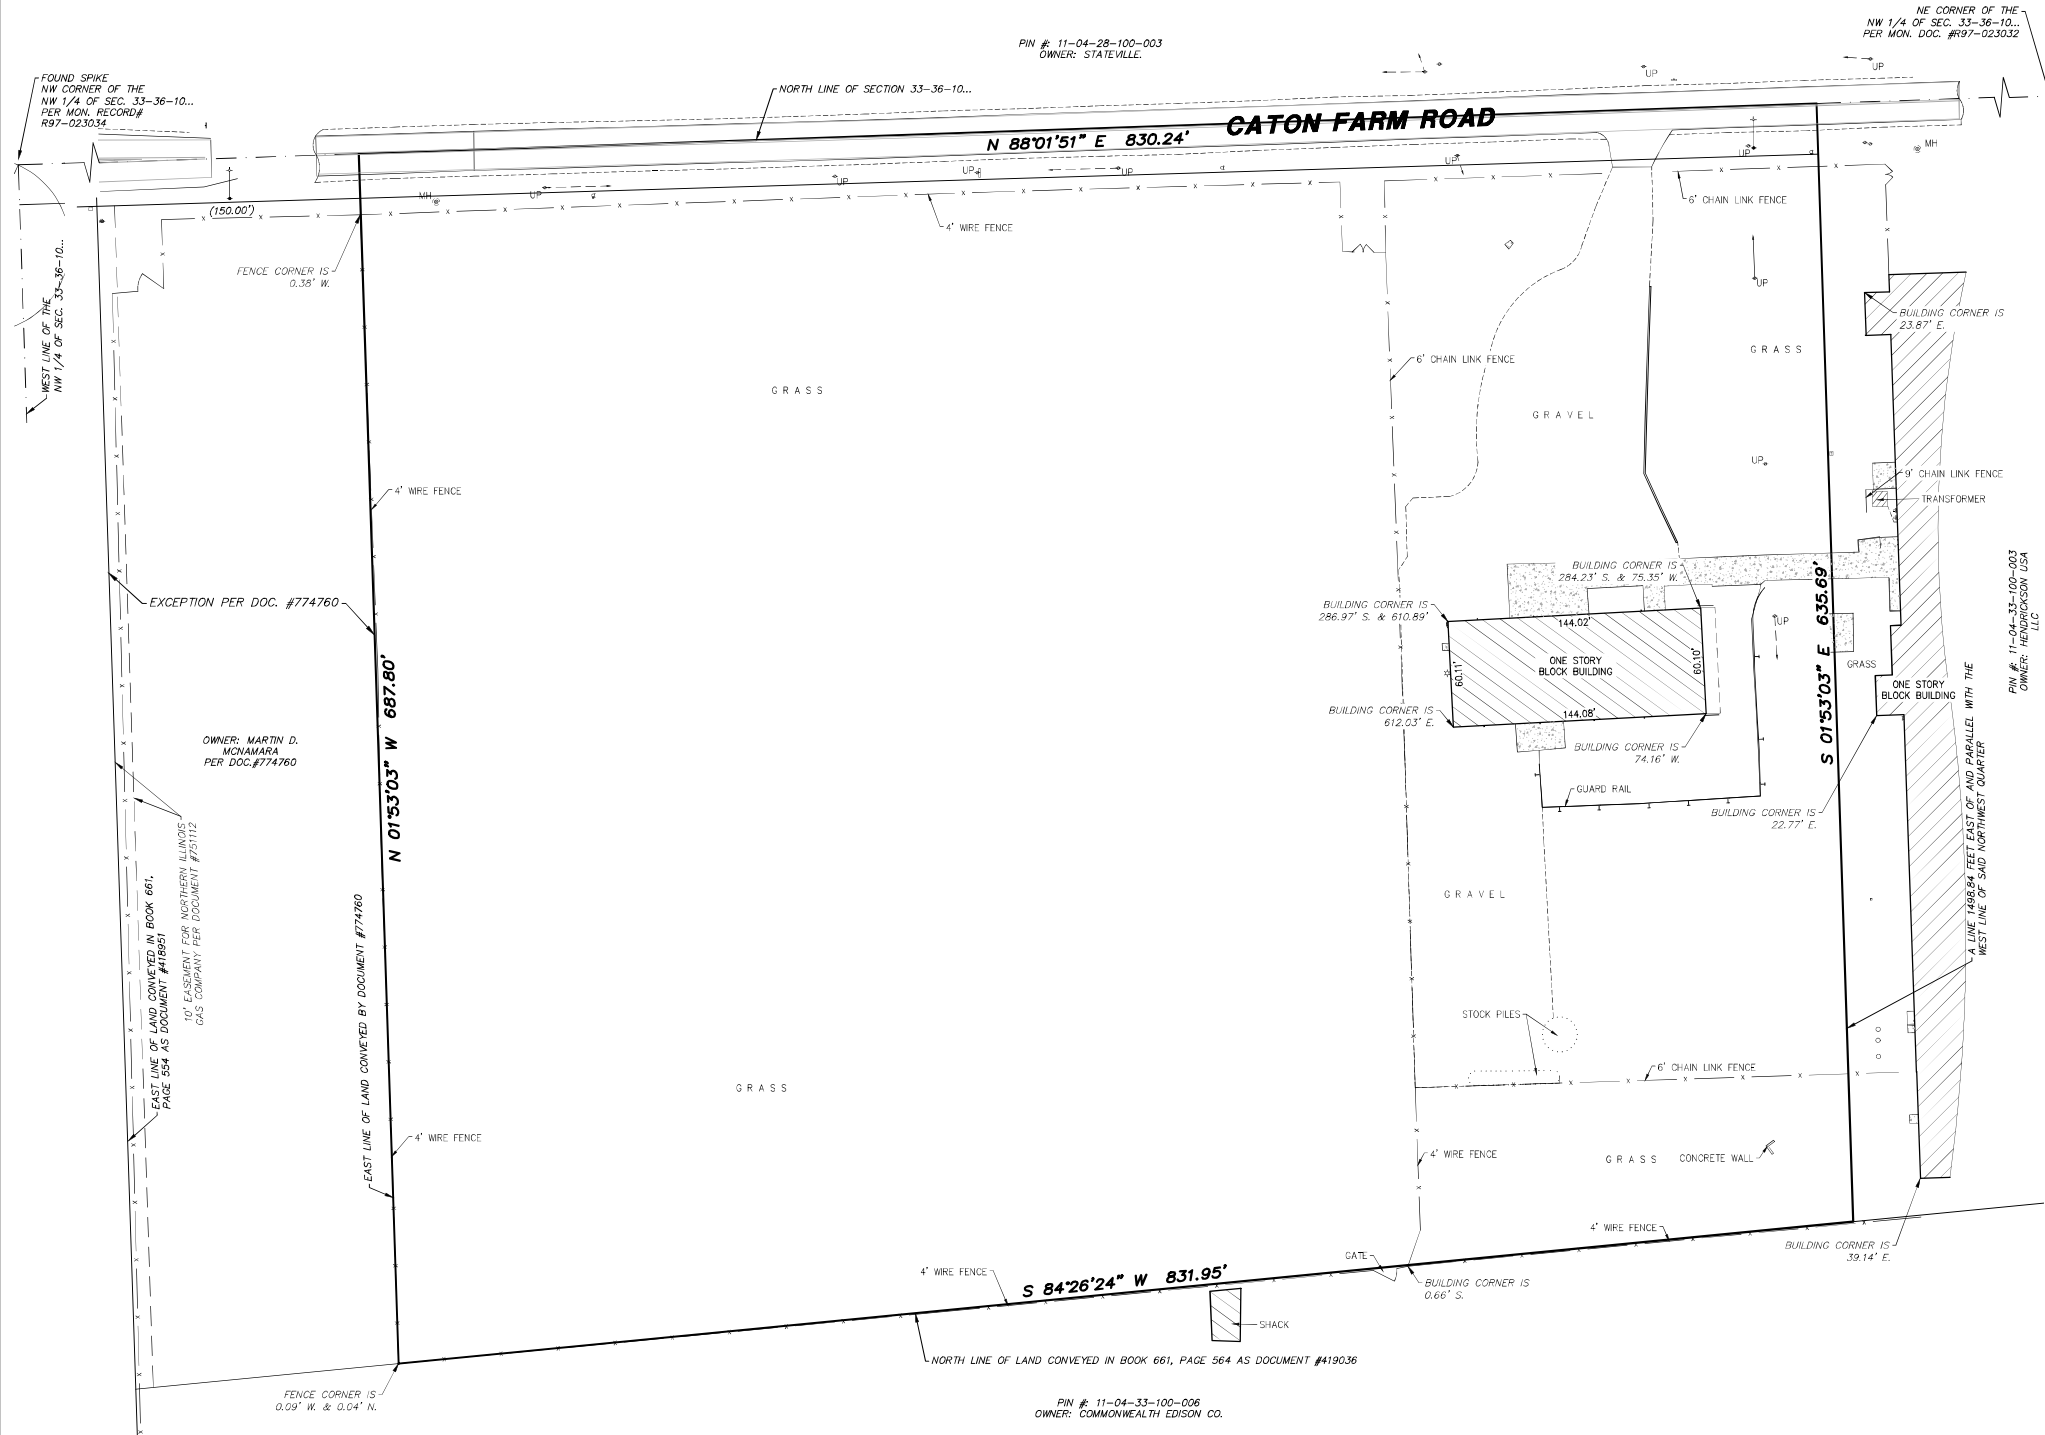 NE CORNER OF THE
NW 1/4 OF SEC. 33-36-10...
PER MON. DOC. #R97-023032
PIN #: 11-04-28-100-003
OWNER: STATEVILLE.
FOUND SPIKE
NW CORNER OF THE
NW 1/4 OF SEC. 33-36-10...
PER MON. RECORD#
R97-023034
NORTH LINE OF SECTION 33-36-10...
UP
UP
CATON FARM ROAD
N 88°01'51" E 830.24'
MH
UP
UP
UP
UP
UP
UP
MH
(150.00')
4' WIRE FENCE
6' CHAIN LINK FENCE
FENCE CORNER IS
0.38' W.
UP
WEST LINE OF THE
NW 1/4 OF SEC. 33-36-10...
BUILDING CORNER IS
23.87' E.
GRASS
6' CHAIN LINK FENCE
GRASS
GRAVEL
UP
4' WIRE FENCE
9' CHAIN LINK FENCE
TRANSFORMER
EXCEPTION PER DOC. #774760
BUILDING CORNER IS
284.23' S. & 75.35' W.
BUILDING CORNER IS
286.97' S. & 610.89'
144.02'
UP
60.11'
ONE STORY
BLOCK BUILDING
60.10'
144.08'
S 01°53'03" E 635.69'
GRASS
ONE STORY
BLOCK BUILDING
PIN #: 11-04-33-100-003
OWNER: HENDRICKSON USA
LLC
BUILDING CORNER IS
612.03' E.
BUILDING CORNER IS
74.16' W.
N 01°53'03" W 687.80'
OWNER: MARTIN D.
MCNAMARA
PER DOC.#774760
GUARD RAIL
BUILDING CORNER IS
22.77' E.
A LINE 1498.84 FEET EAST OF AND PARALLEL WITH THE
WEST LINE OF SAID NORTHWEST QUARTER
10' EASEMENT FOR NORTHERN ILLINOIS
GAS COMPANY PER DOCUMENT #751112
EAST LINE OF LAND CONVEYED IN BOOK 661,
PAGE 554 AS DOCUMENT #418951
EAST LINE OF LAND CONVEYED BY DOCUMENT #774760
GRAVEL
STOCK PILES
6' CHAIN LINK FENCE
GRASS
4' WIRE FENCE
4' WIRE FENCE
GRASS
CONCRETE WALL
4' WIRE FENCE
BUILDING CORNER IS
39.14' E.
GATE
4' WIRE FENCE
S 84°26'24" W 831.95'
BUILDING CORNER IS
0.66' S.
SHACK
NORTH LINE OF LAND CONVEYED IN BOOK 661, PAGE 564 AS DOCUMENT #419036
FENCE CORNER IS
0.09' W. & 0.04' N.
PIN #: 11-04-33-100-006
OWNER: COMMONWEALTH EDISON CO.